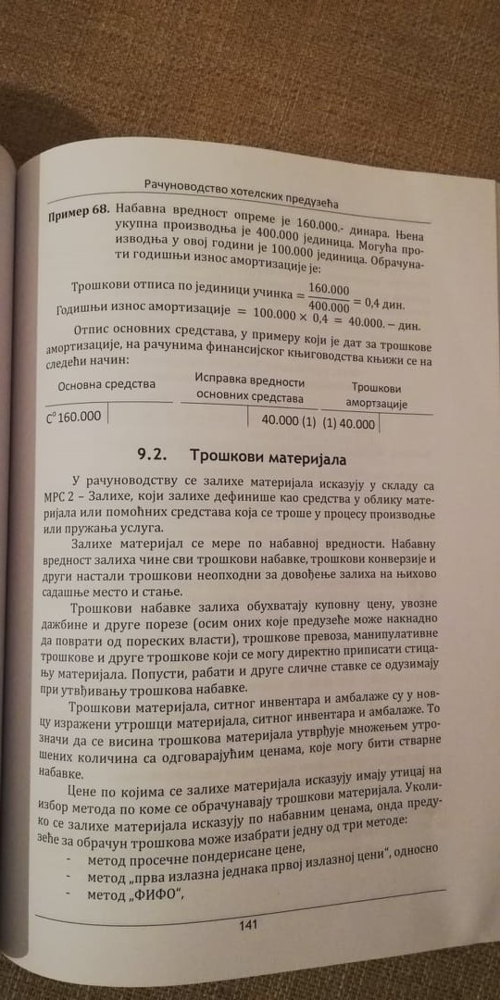 Рачуноводство хотелских предузећа
Пример 68. Набавна вредност опреме је 160.000.- динара. Њена
укупна производња је 400.000 јединица. Могућа про-
изводња у овој години је 100.000 јединица. Обрачуна-
ти годишњи износ амортизације је:
Трошкови отписа по јединици учинка = 160.000 / 400.000 = 0,4 дин.
Годишњи износ амортизације = 100.000 × 0,4 = 40.000. – дин.
Отпис основних средстава, у примеру који је дат за трошкове
амортизације, на рачунима финансијског књиговодства књижи се на
следећи начин:
Основна средства Исправка вредности основних средстава Трошкови амортзације
С⁰ 160.000 40.000 (1) (1) 40.000
9.2. Трошкови материјала
У рачуноводству се залихе материјала исказују у складу са
МРС 2 – Залихе, који залихе дефинише као средства у облику мате-
ријала или помоћних средстава која се троше у процесу производње
или пружања услуга.
Залихе материјал се мере по набавној вредности. Набавну
вредност залиха чине сви трошкови набавке, трошкови конверзије и
други настали трошкови неопходни за довођење залиха на њихово
садашње место и стање.
Трошкови набавке залиха обухватају куповну цену, увозне
дажбине и друге порезе (осим оних које предузеће може накнадно
да поврати од пореских власти), трошкове превоза, манипулативне
трошкове и друге трошкове који се могу директно приписати стица-
њу материјала. Попусти, рабати и друге сличне ставке се одузимају
при утвђивању трошкова набавке.
Трошкови материјала, ситног инвентара и амбалаже су у нов-
цу изражени утрошци материјала, ситног инвентара и амбалаже. То
значи да се висина трошкова материјала утврђује множењем утро-
шених количина са одговарајућим ценама, које могу бити стварне
набавке.
Цене по којима се залихе материјала исказују имају утицај на
избор метода по коме се обрачунавају трошкови материјала. Уколи-
ко се залихе материјала исказују по набавним ценама, онда преду-
зеће за обрачун трошкова може изабрати једну од три методе:
- метод просечне пондерисане цене,
- метод „прва излазна једнака првој излазној цени“, односно
- метод „ФИФО“,
141